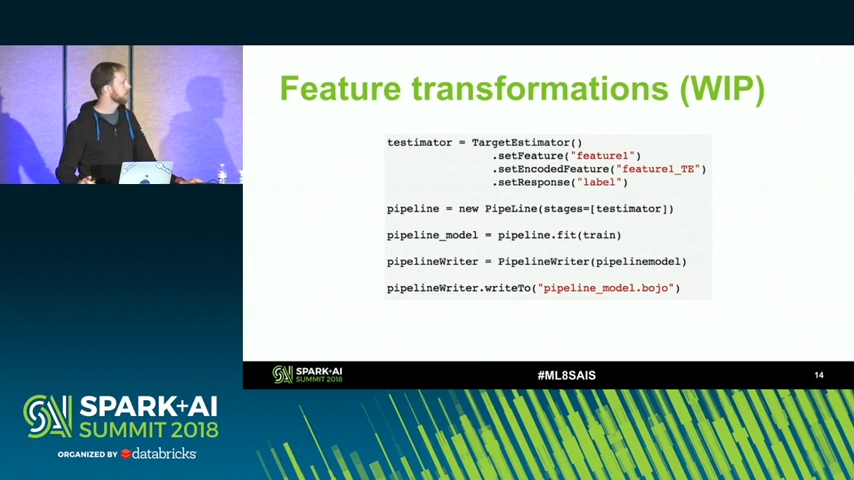 Feature transformations (WIP)
testimator = TargetEstimator()
.setFeature("feature1")
.setEncodedFeature("feature1_TE")
.setResponse("label")
pipeline = new PipeLine(stages=[testimator])
pipeline_model = pipeline.fit(train)
pipelineWriter = PipelineWriter(pipelinemodel)
pipelineWriter.writeTo("pipeline_model.bojo")
SPARK+AI
SUMMIT 2018
#ML8SAIS
14
SPARK+AI
SUMMIT 2018
ORGANIZED BY databricks